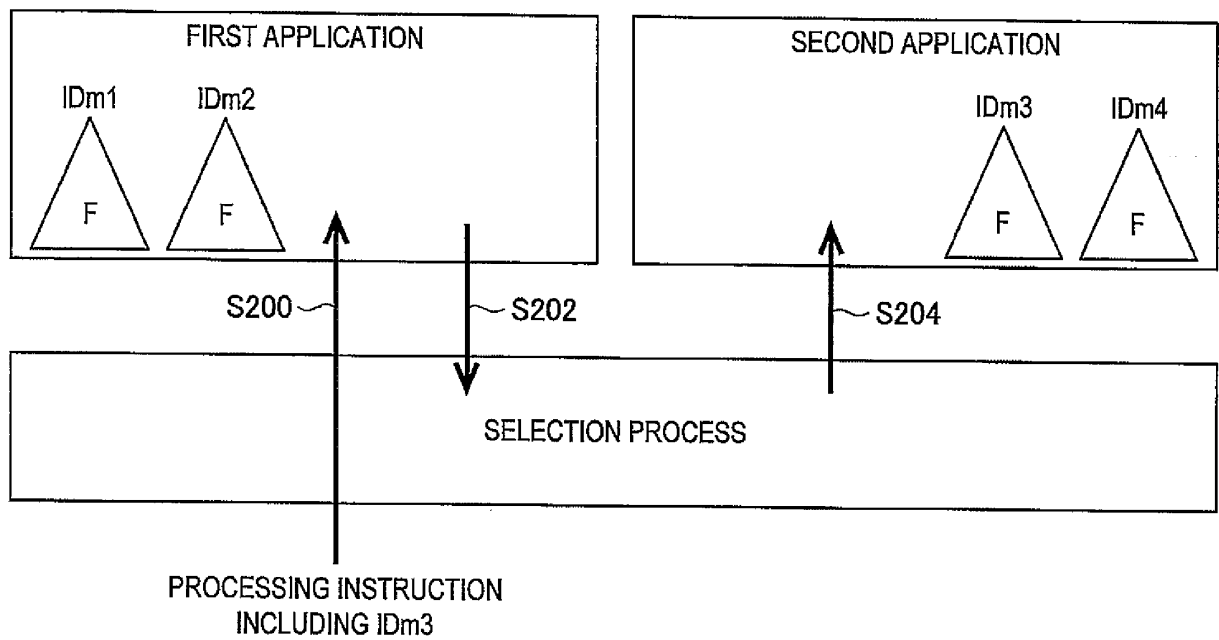 FIRST APPLICATION
SECOND APPLICATION
IDm1
IDm2
IDm3
IDm4
F
F
F
F
S200
S202
S204
SELECTION PROCESS
PROCESSING INSTRUCTION
INCLUDING IDm3